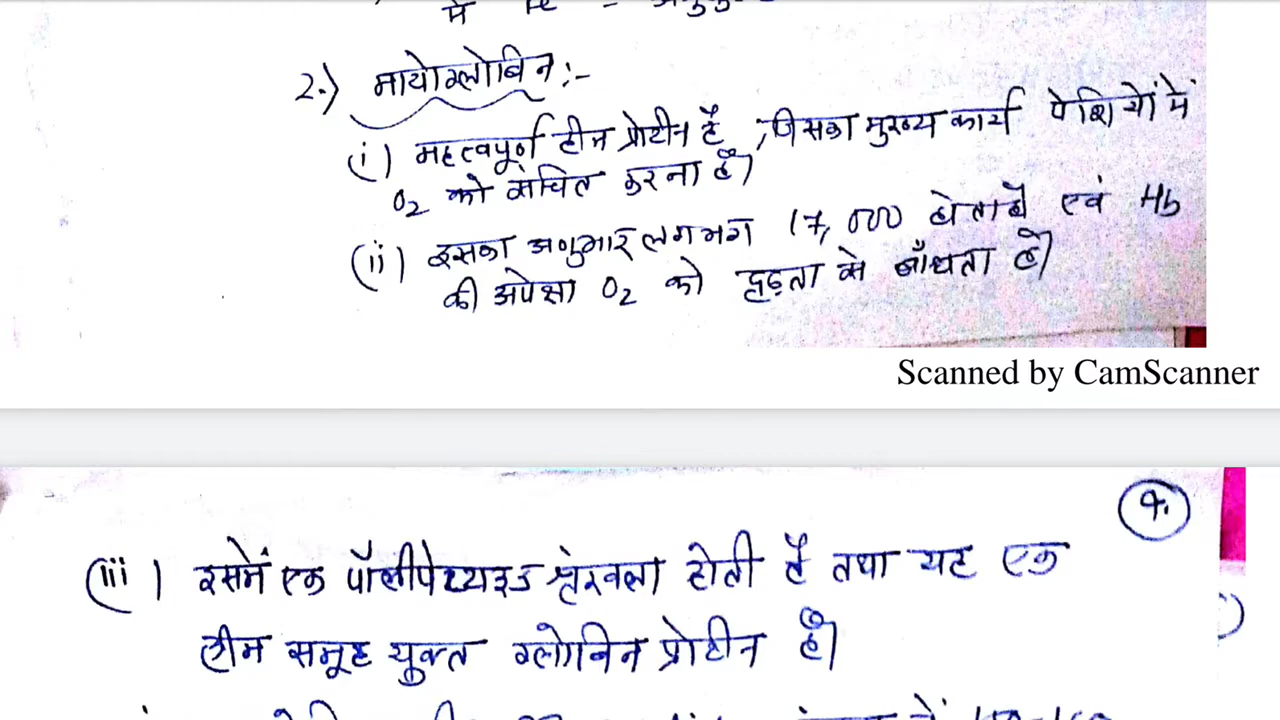 में
2.) मायोग्लोबिन :-
(i) महत्वपूर्ण हीम प्रोटीन है, जिसका मुख्य कार्य पेशियों में
O₂ को संचित करना है।
(ii) इसका अणुभार लगभग 17,000 होता है एवं Hb
की अपेक्षा O₂ को दृढ़ता से बाँधता है।
Scanned by CamScanner
4.
(iii) इसमें एक पॉलीपेप्टाइड श्रृंखला होती है तथा यह एक
हीम समूह युक्त ग्लोबिन प्रोटीन है।